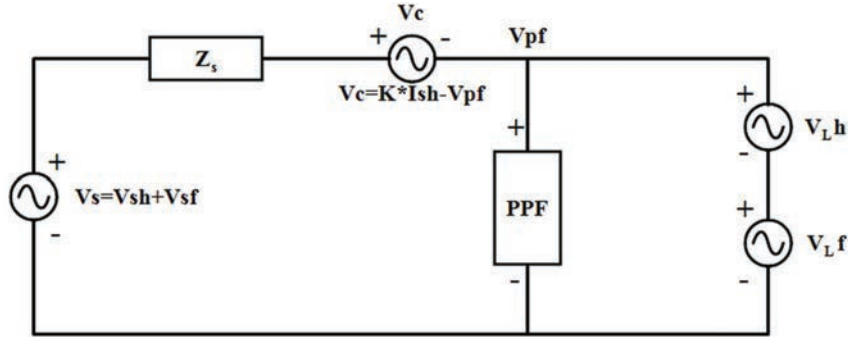 Vc
+ -
Vpf
Zs
Vc=K*Ish-Vpf
+
VLh
-
+
PPF
-
+
Vs=Vsh+Vsf
-
+
VLf
-